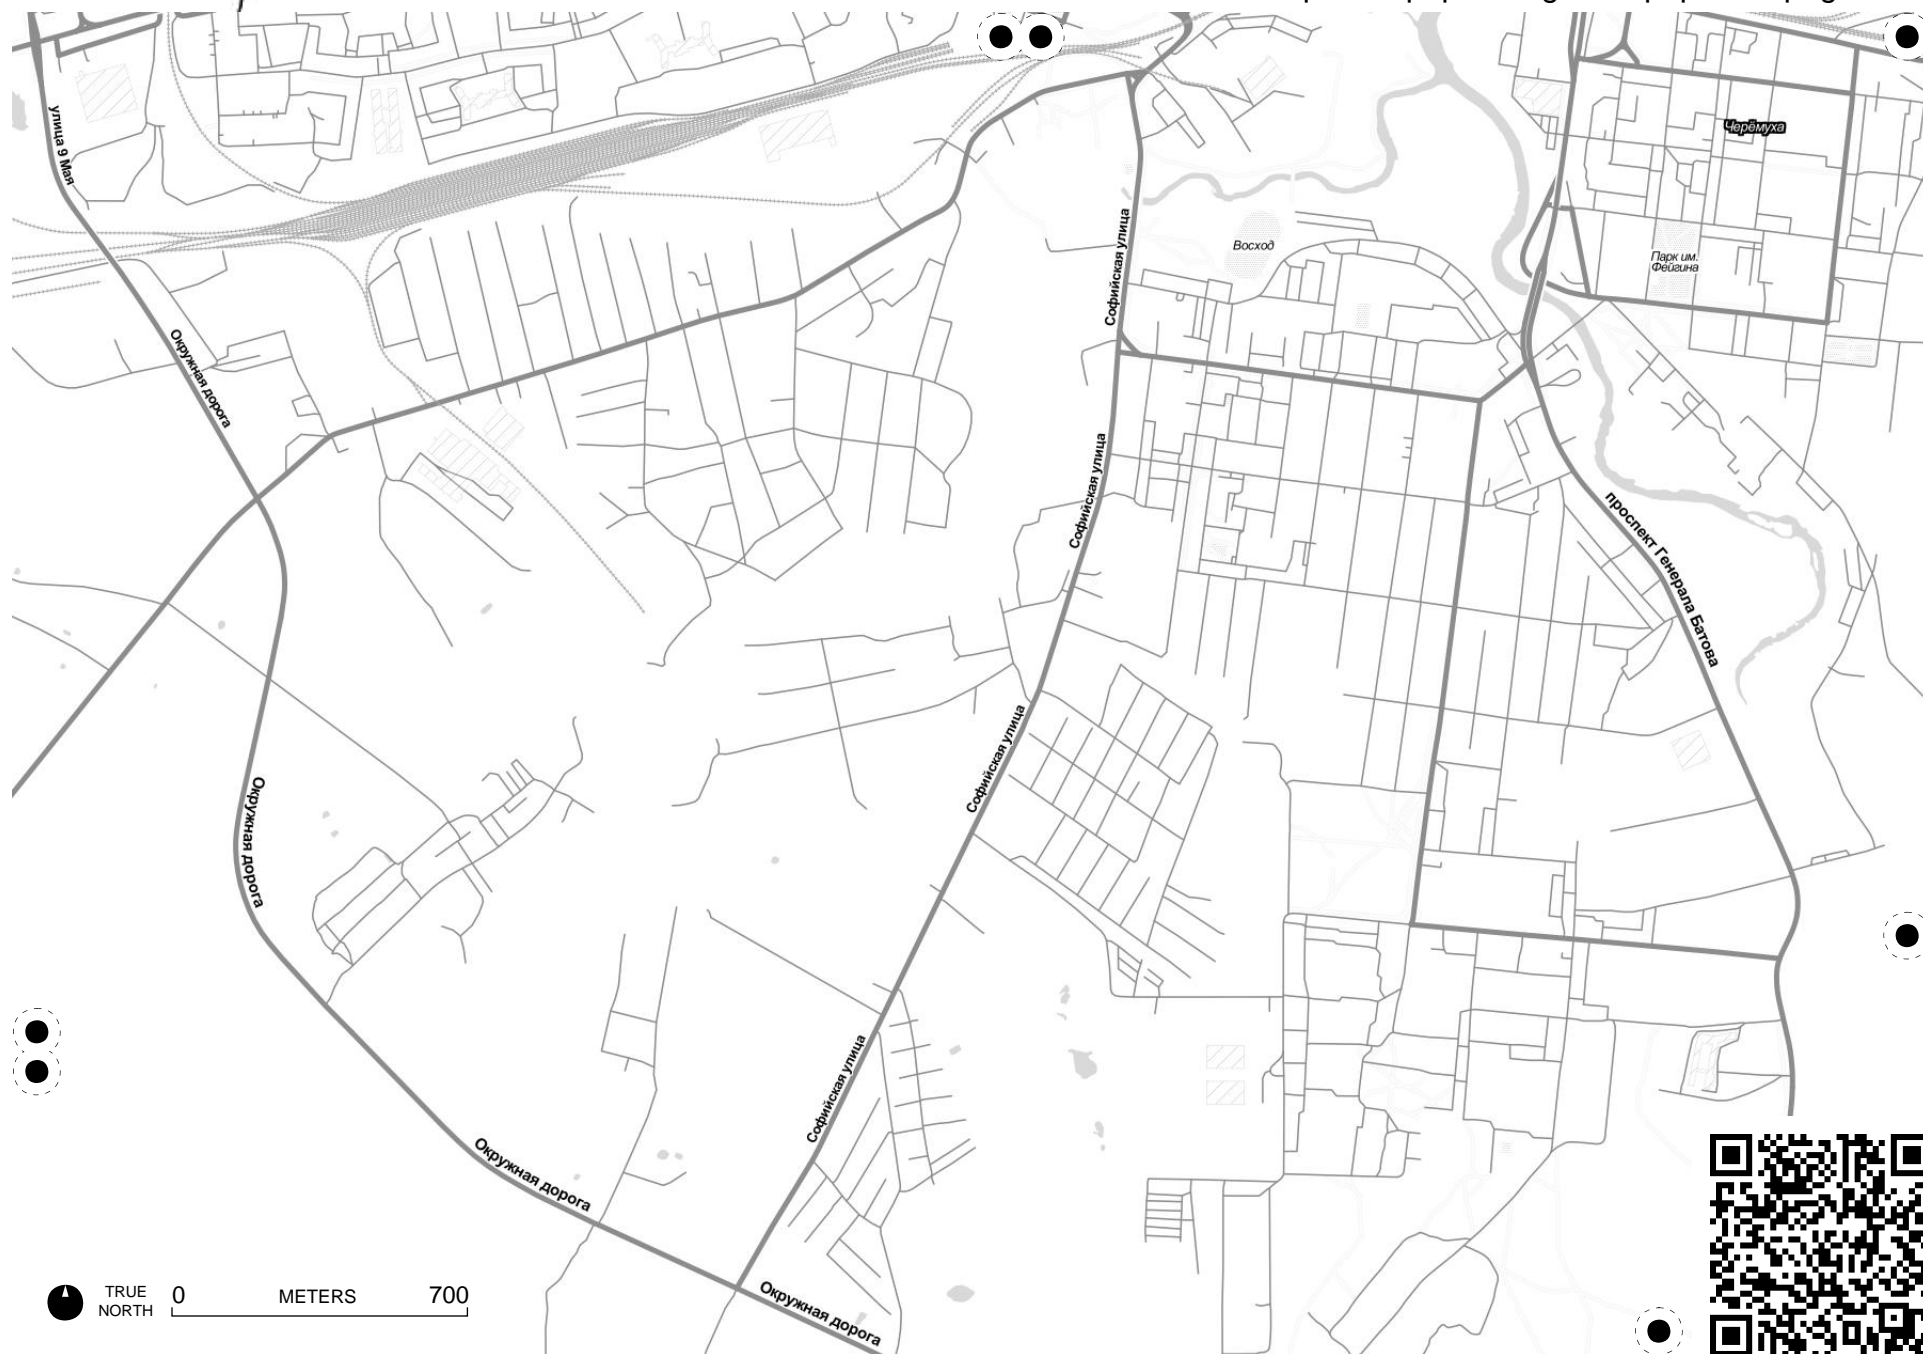 улица 9 Мая
Черёмуха
Восход
Парк им.
Фейгина
Софийская улица
Окружная дорога
Софийская улица
проспект Генерала Батова
Софийская улица
Окружная дорога
Софийская улица
Окружная дорога
Окружная дорога
TRUE
NORTH
0 METERS 700